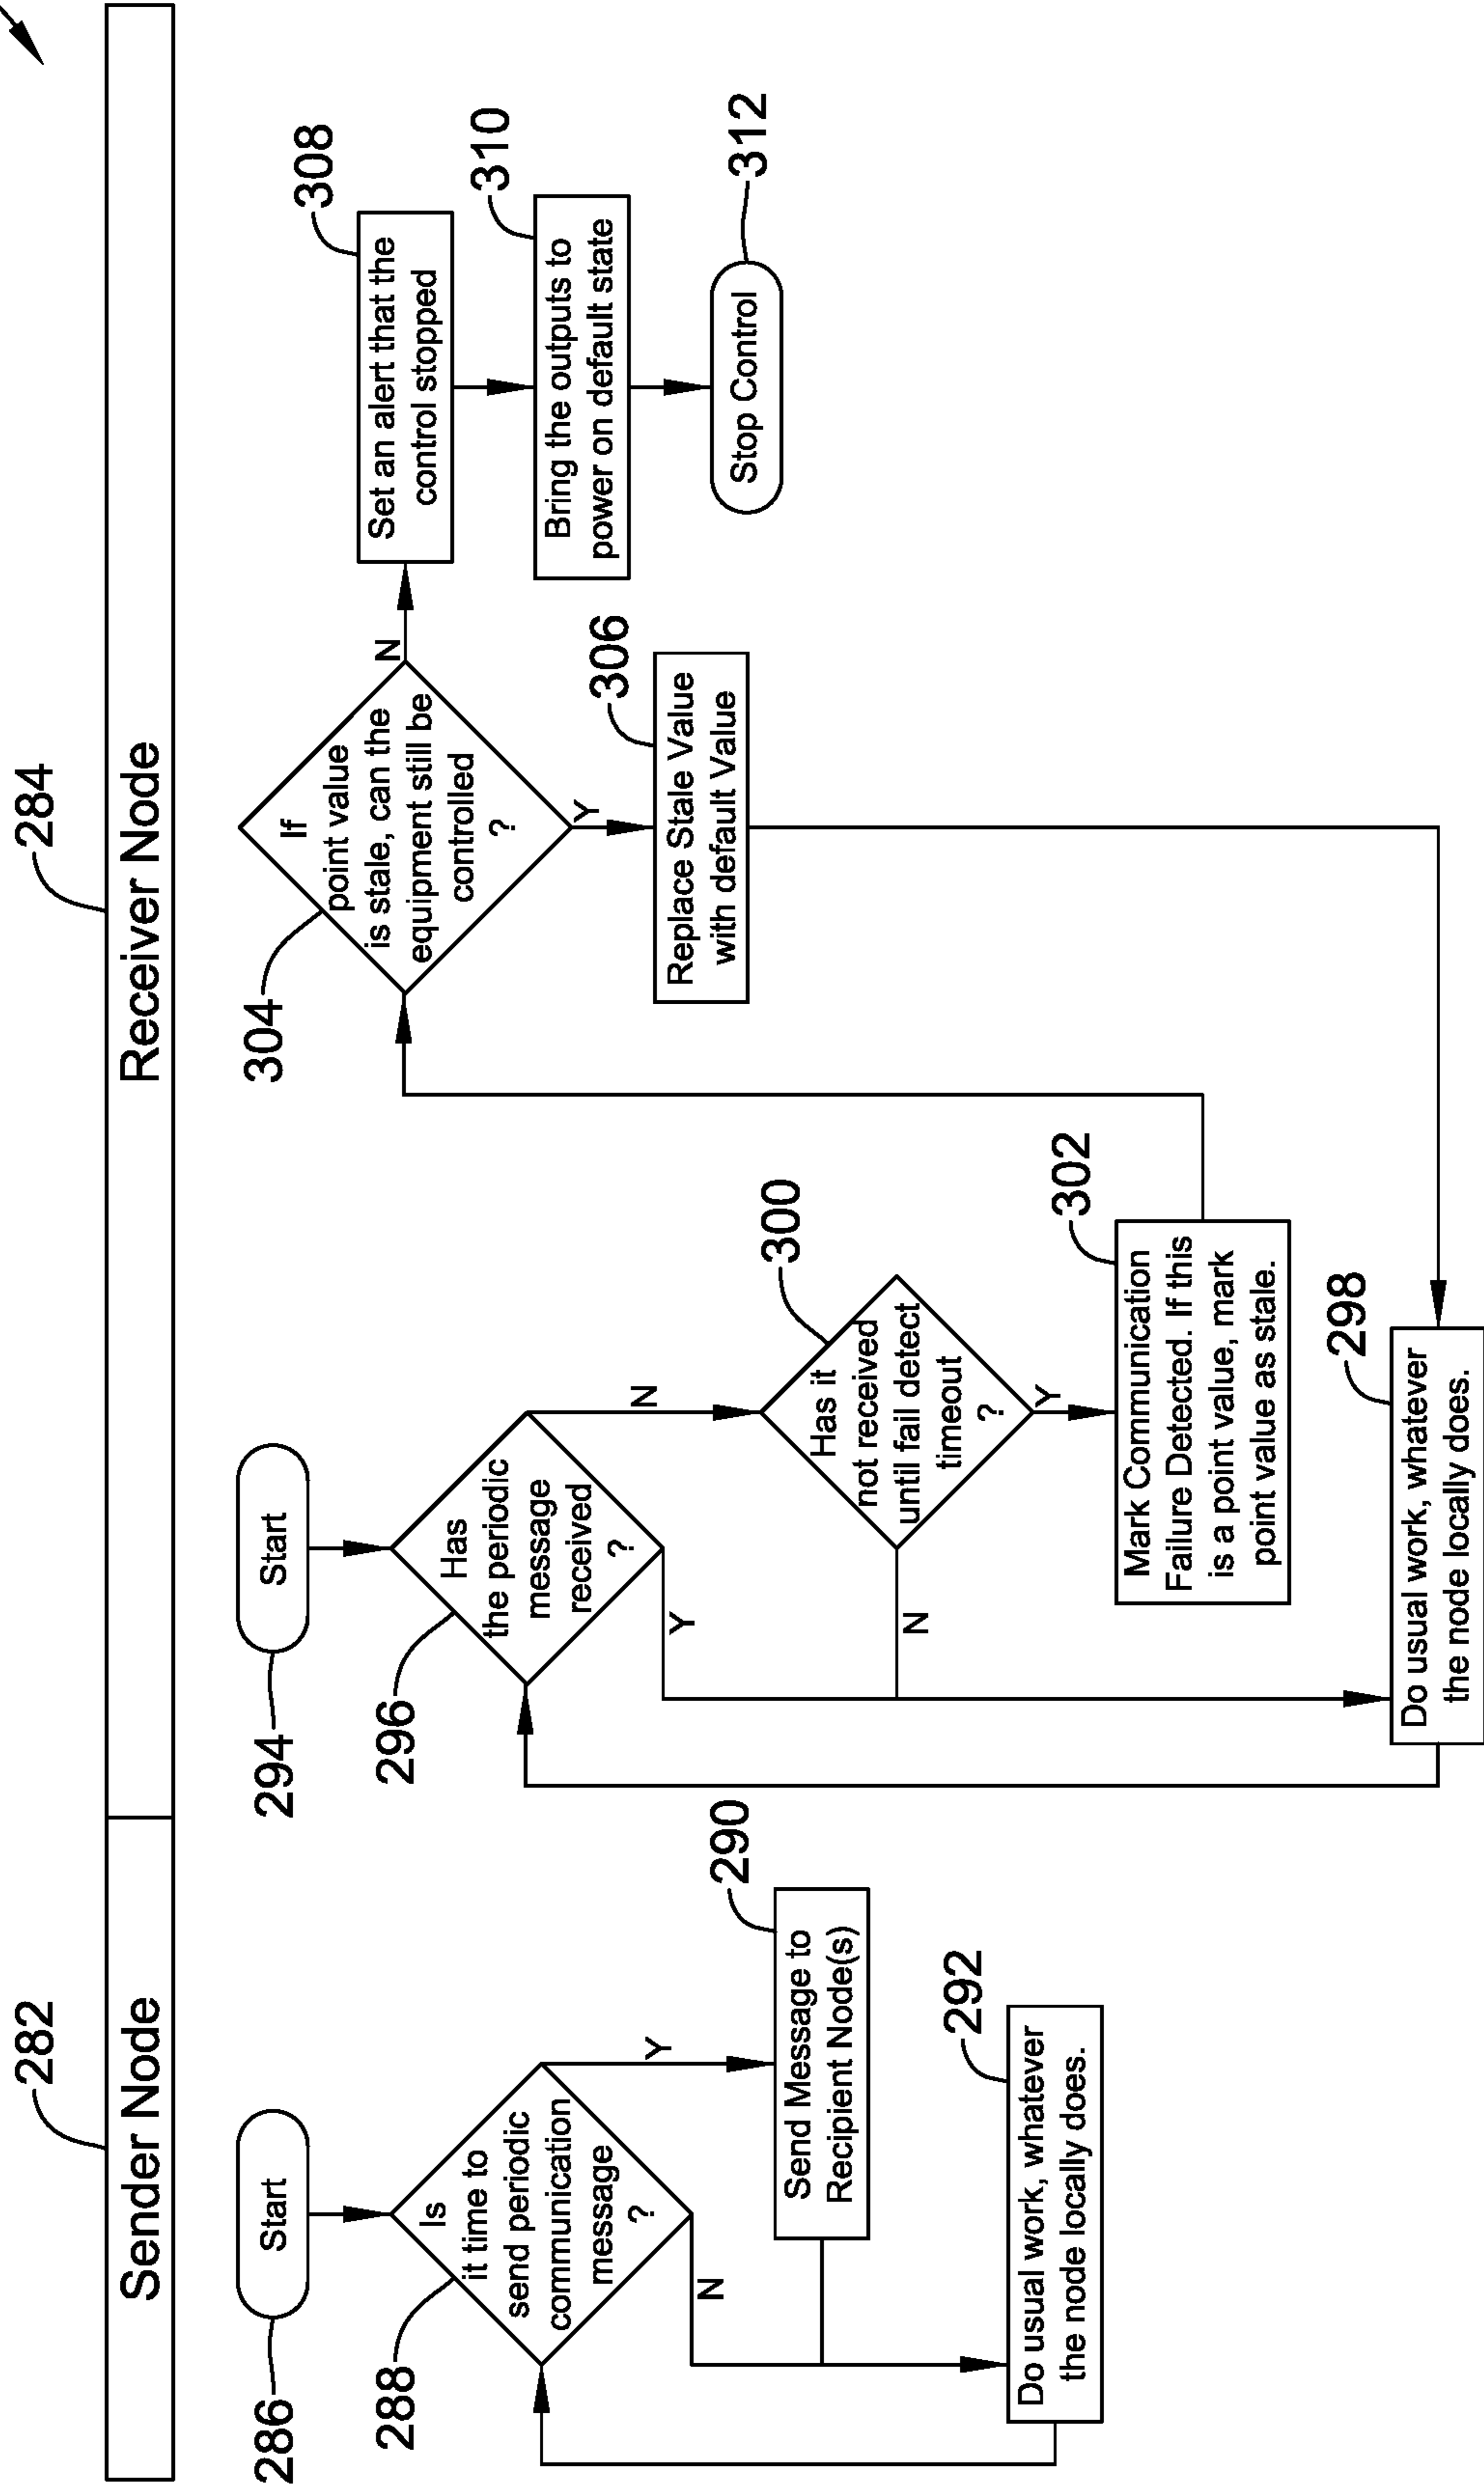 282
284
Sender Node
Receiver Node
286
Start
288
Is
it time to
send periodic
communication
message
?
Y
N
290
Send Message to
Recipient Node(s)
292
Do usual work, whatever
the node locally does.
294
Start
296
Has
the periodic
message
received
?
N
Y
300
Has it
not received
until fail detect
timeout
?
N
Y
302
Mark Communication
Failure Detected. If this
is a point value, mark
point value as stale.
298
Do usual work, whatever
the node locally does.
304
If
point value
is stale, can the
equipment still be
controlled
?
N
Y
306
Replace Stale Value
with default Value
308
Set an alert that the
control stopped
310
Bring the outputs to
power on default state
312
Stop Control